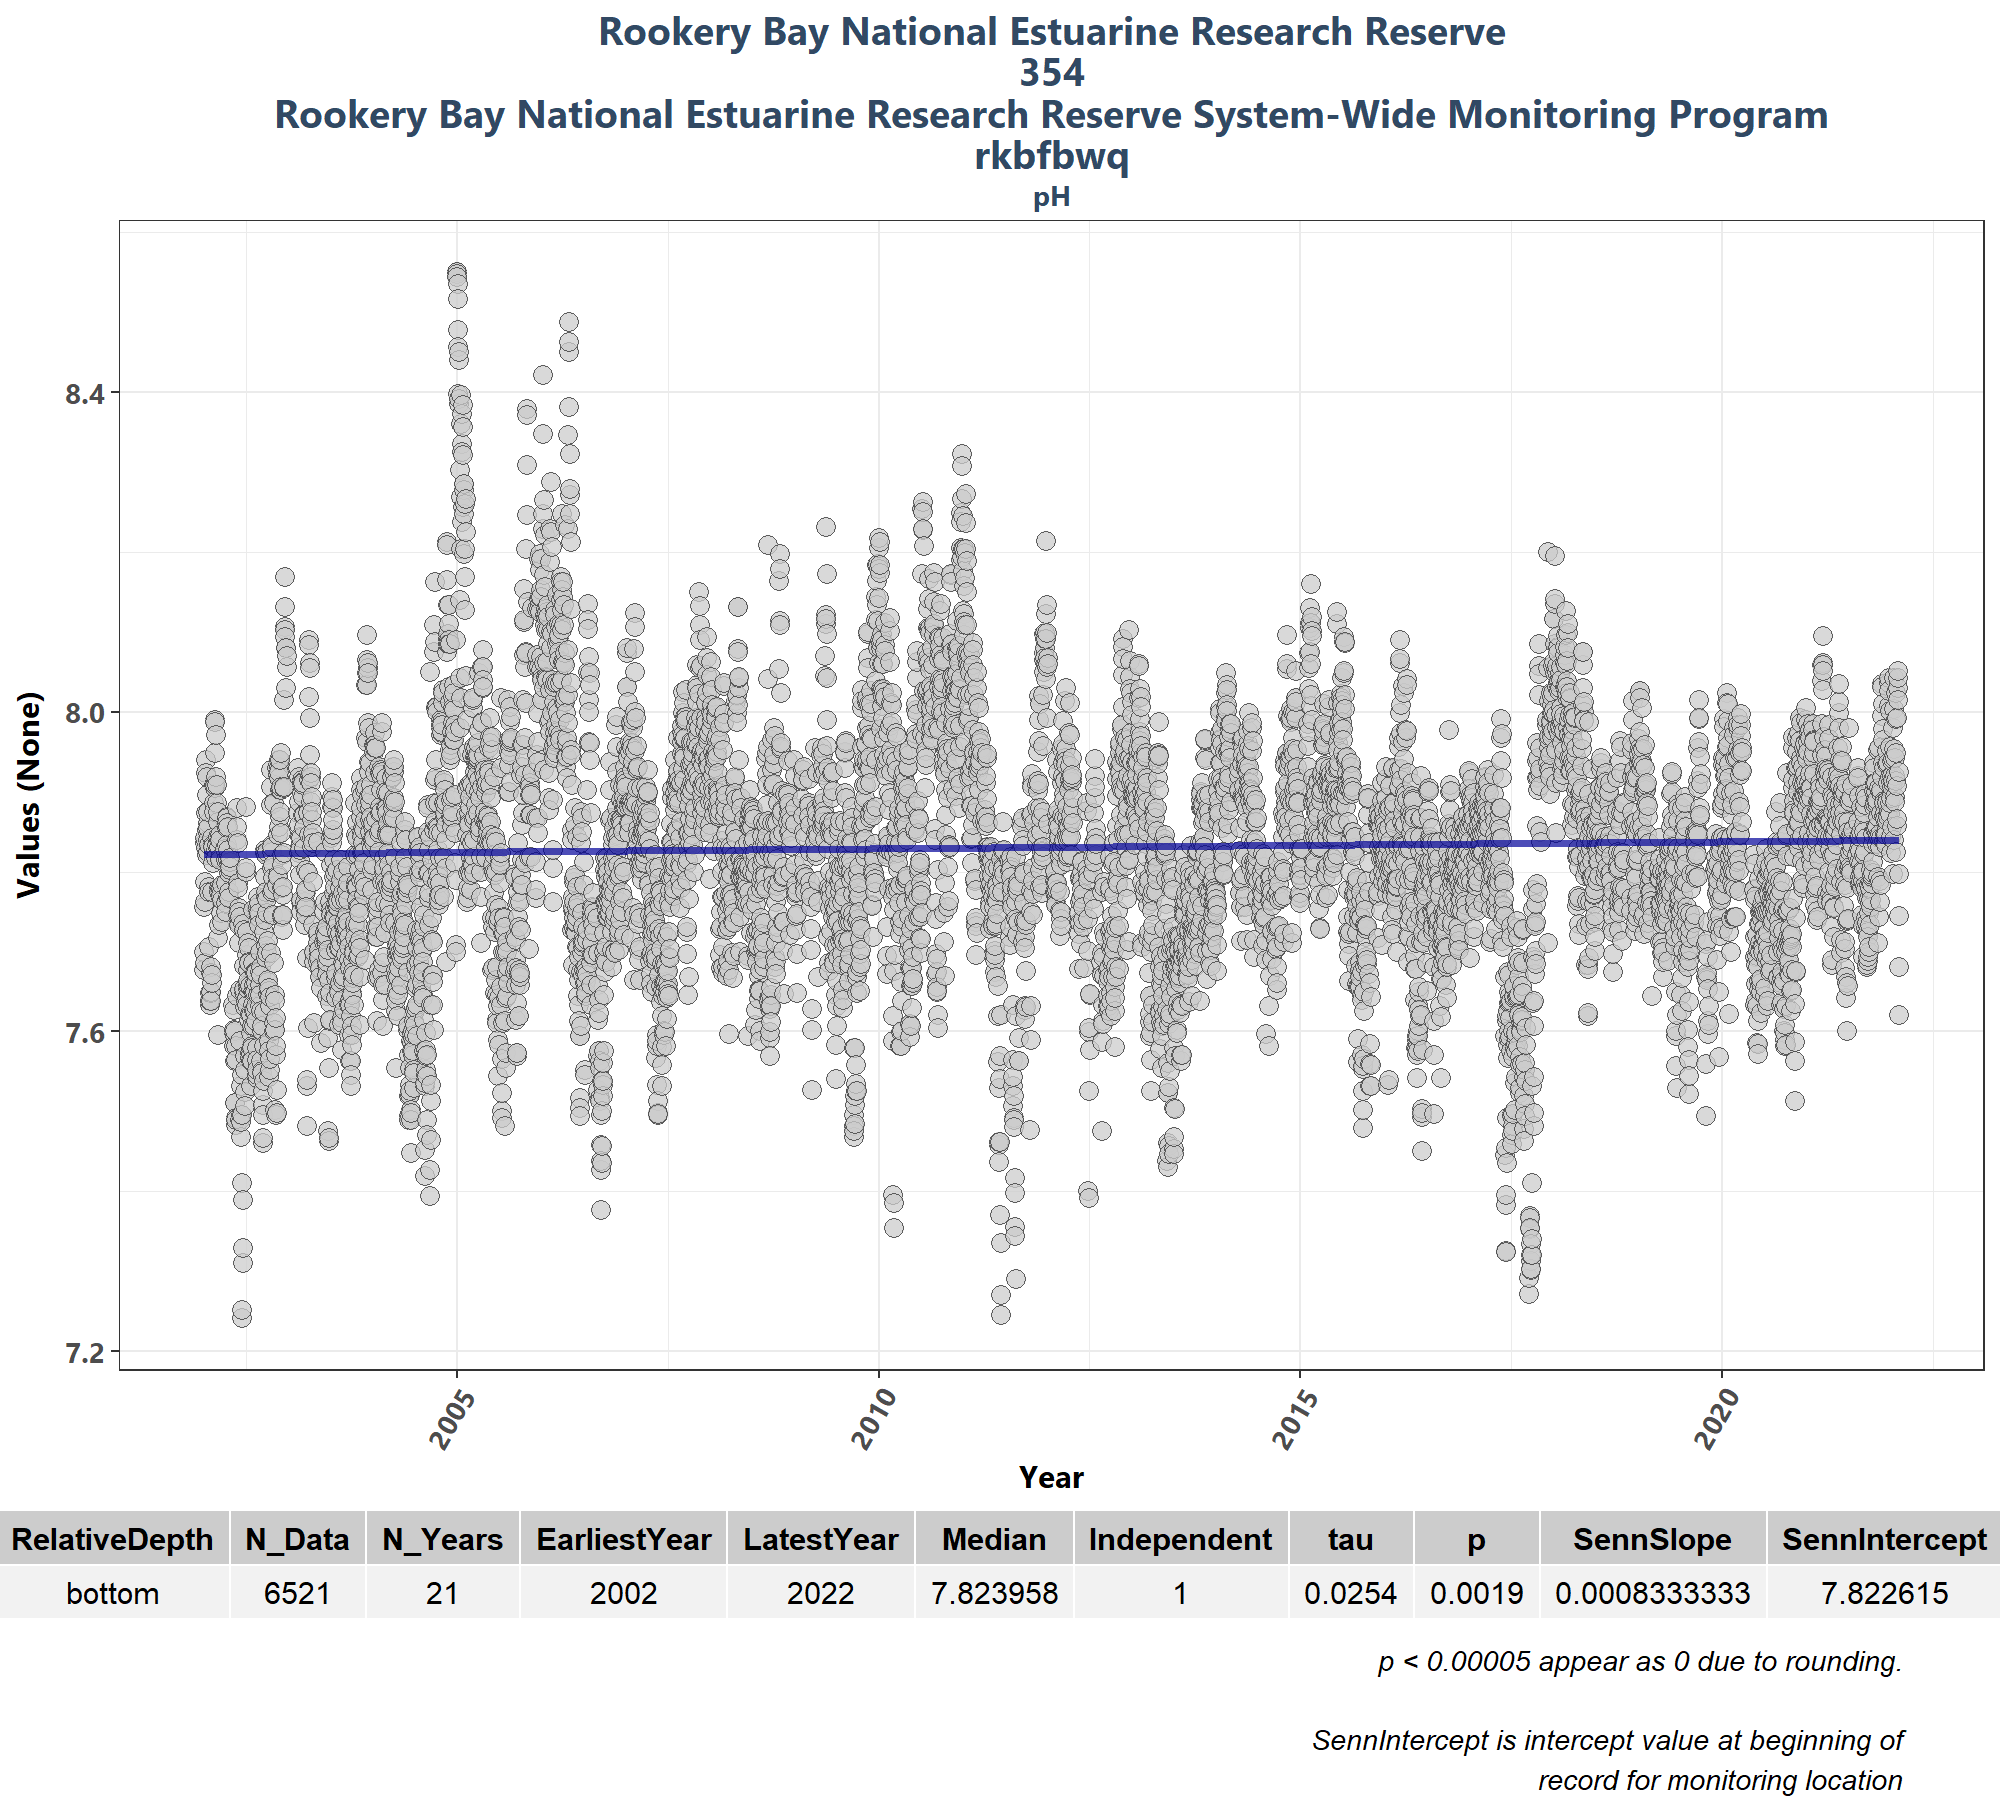 Rookery Bay National Estuarine Research Reserve
354
Rookery Bay National Estuarine Research Reserve System-Wide Monitoring Program
rkbfbwq
pH
Values (None)
8.4
8.0
7.6
7.2
2005 2010 2015 2020
Year
RelativeDepth N_Data N_Years EarliestYear LatestYear Median Independent tau p SennSlope SennIntercept
bottom 6521 21 2002 2022 7.823958 1 0.0254 0.0019 0.0008333333 7.822615
p < 0.00005 appear as 0 due to rounding.
SennIntercept is intercept value at beginning of
record for monitoring location